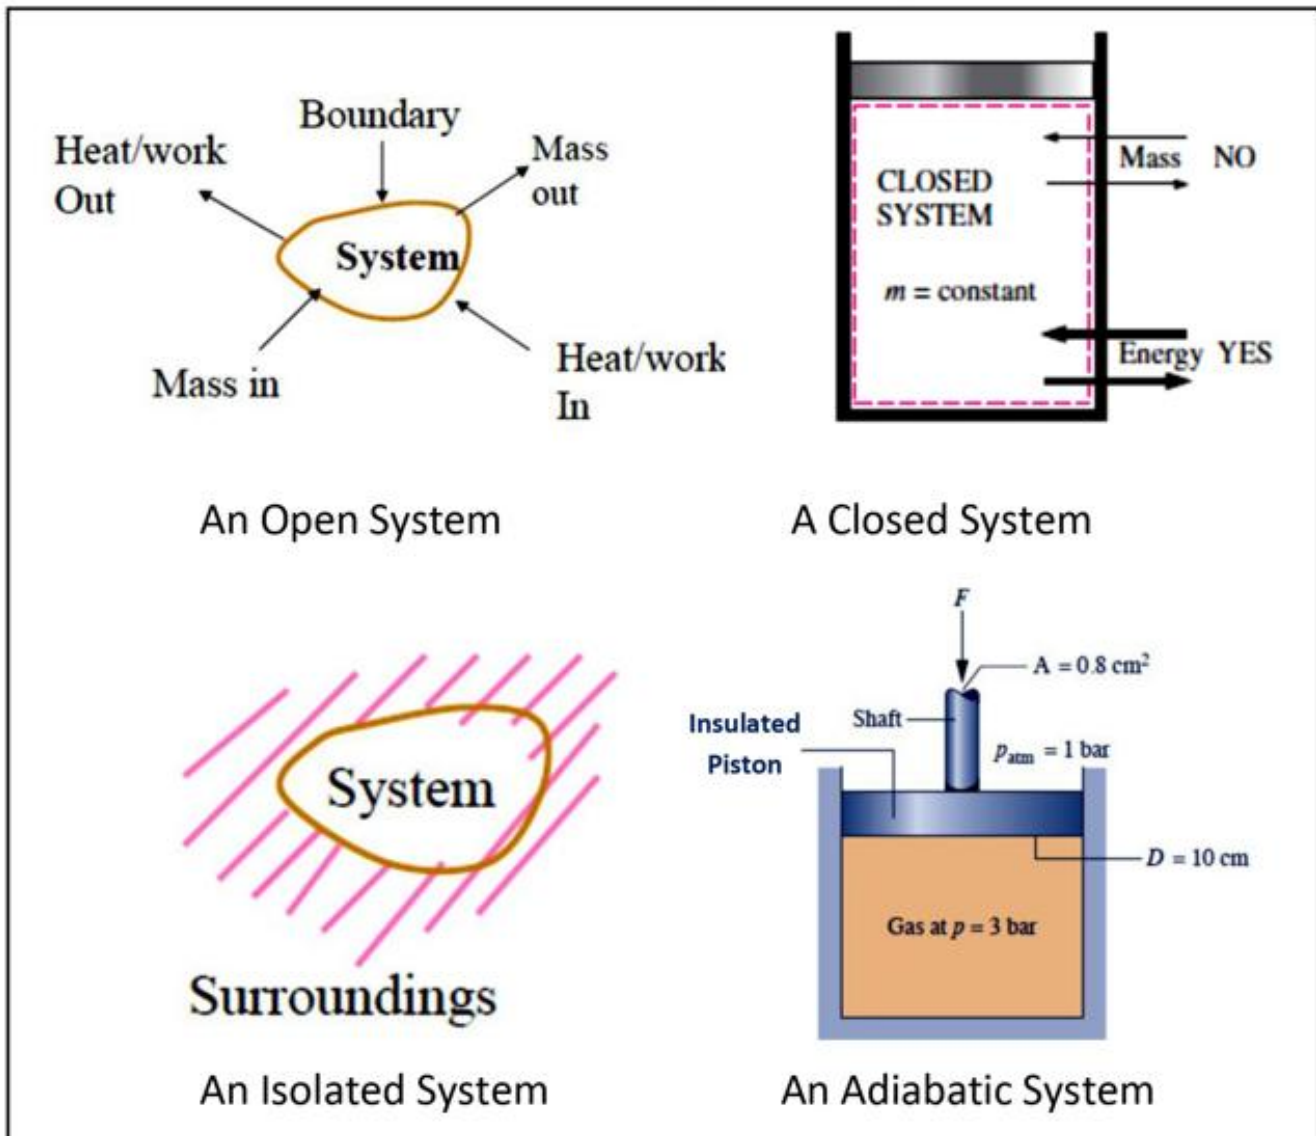 Boundary
Heat/work
Out
Mass
out
System
Mass in
Heat/work
In
An Open System
CLOSED
SYSTEM
m = constant
Mass NO
Energy YES
A Closed System
System
Surroundings
An Isolated System
F
A = 0.8 cm²
Shaft
Insulated
Piston
Patm = 1 bar
D = 10 cm
Gas at p = 3 bar
An Adiabatic System